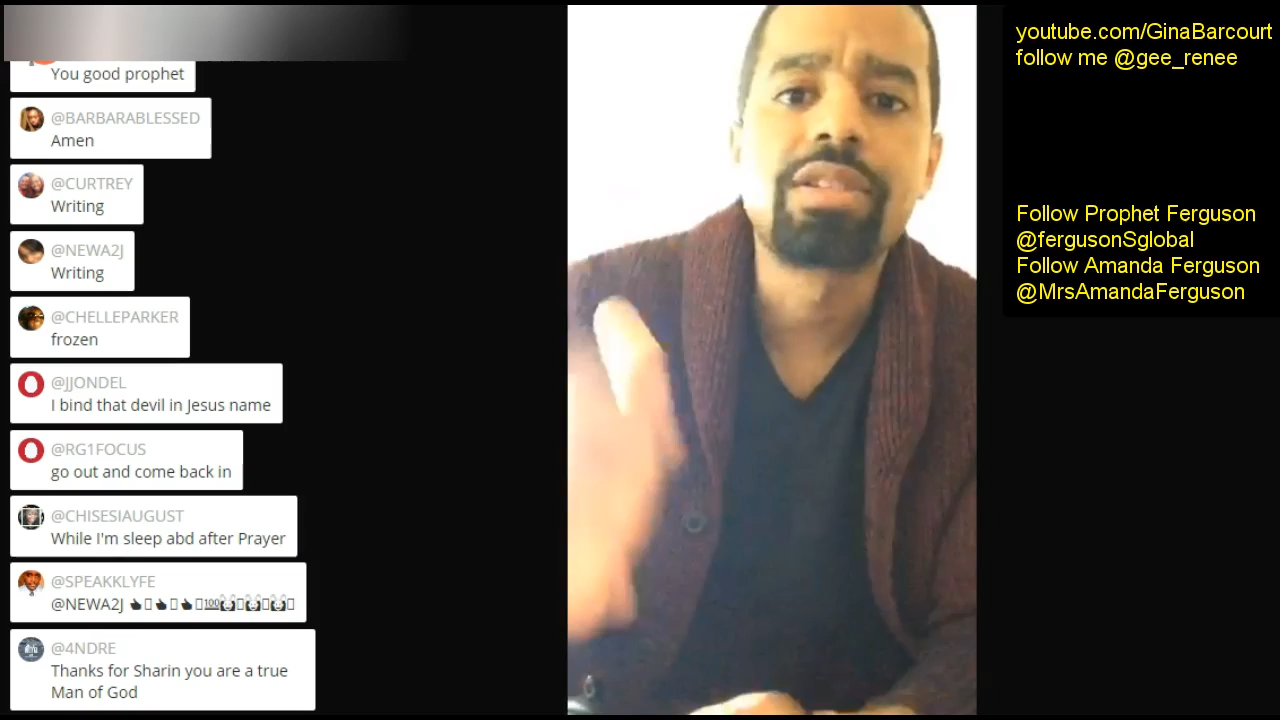 You good prophet
@BARBARABLESSED
Amen
@CURTREY
Writing
@NEWA2J
Writing
@CHELLEPARKER
frozen
@JJONDEL
I bind that devil in Jesus name
@RG1FOCUS
go out and come back in
@CHISESIAUGUST
While I'm sleep abd after Prayer
@SPEAKKLYFE
@NEWA2J 👍👍👍💯🙌🙌🙌
@4NDRE
Thanks for Sharin you are a true
Man of God
youtube.com/GinaBarcourt
follow me @gee_renee
Follow Prophet Ferguson
@fergusonSglobal
Follow Amanda Ferguson
@MrsAmandaFerguson